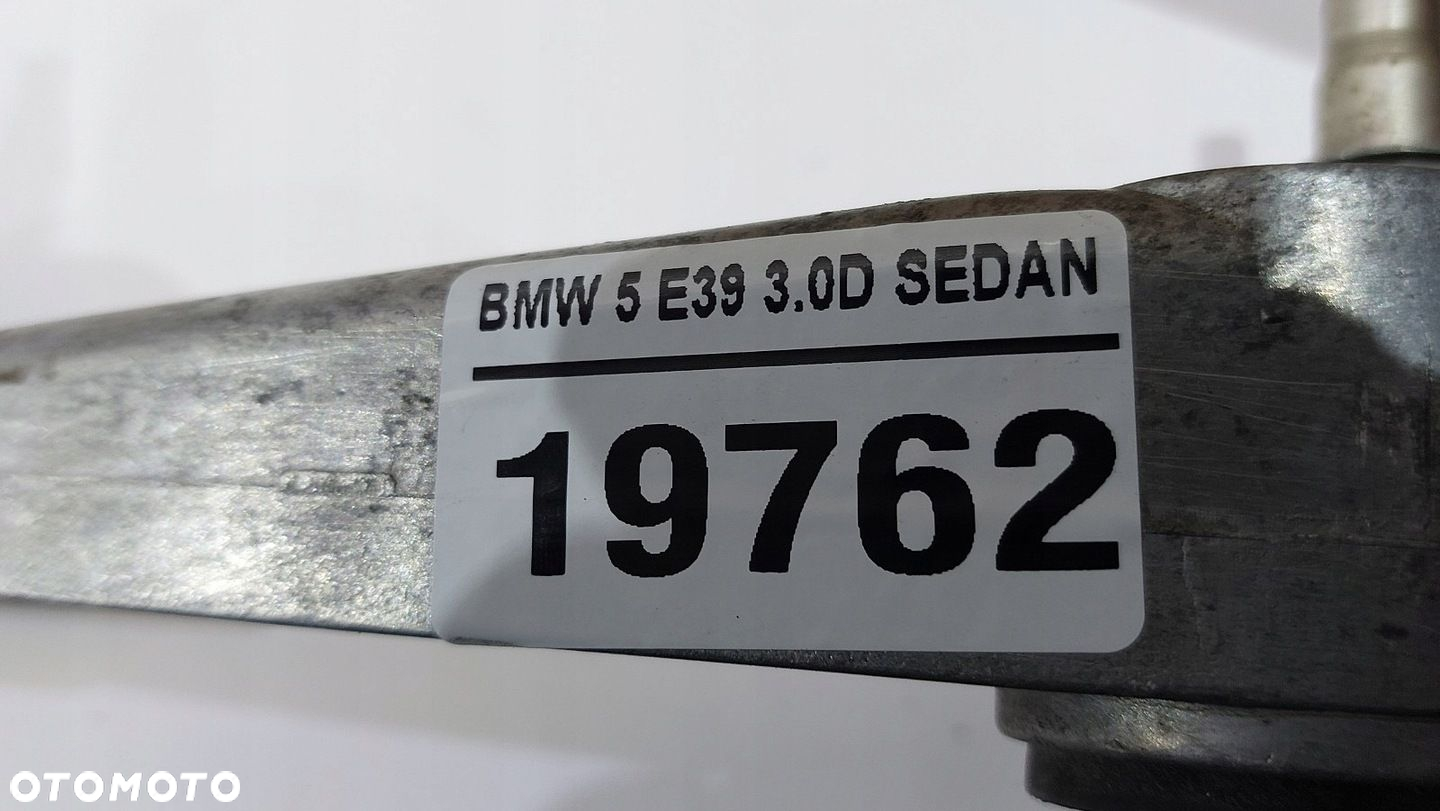 BMW 5 E39 3.0D SEDAN
19762
OTOMOTO